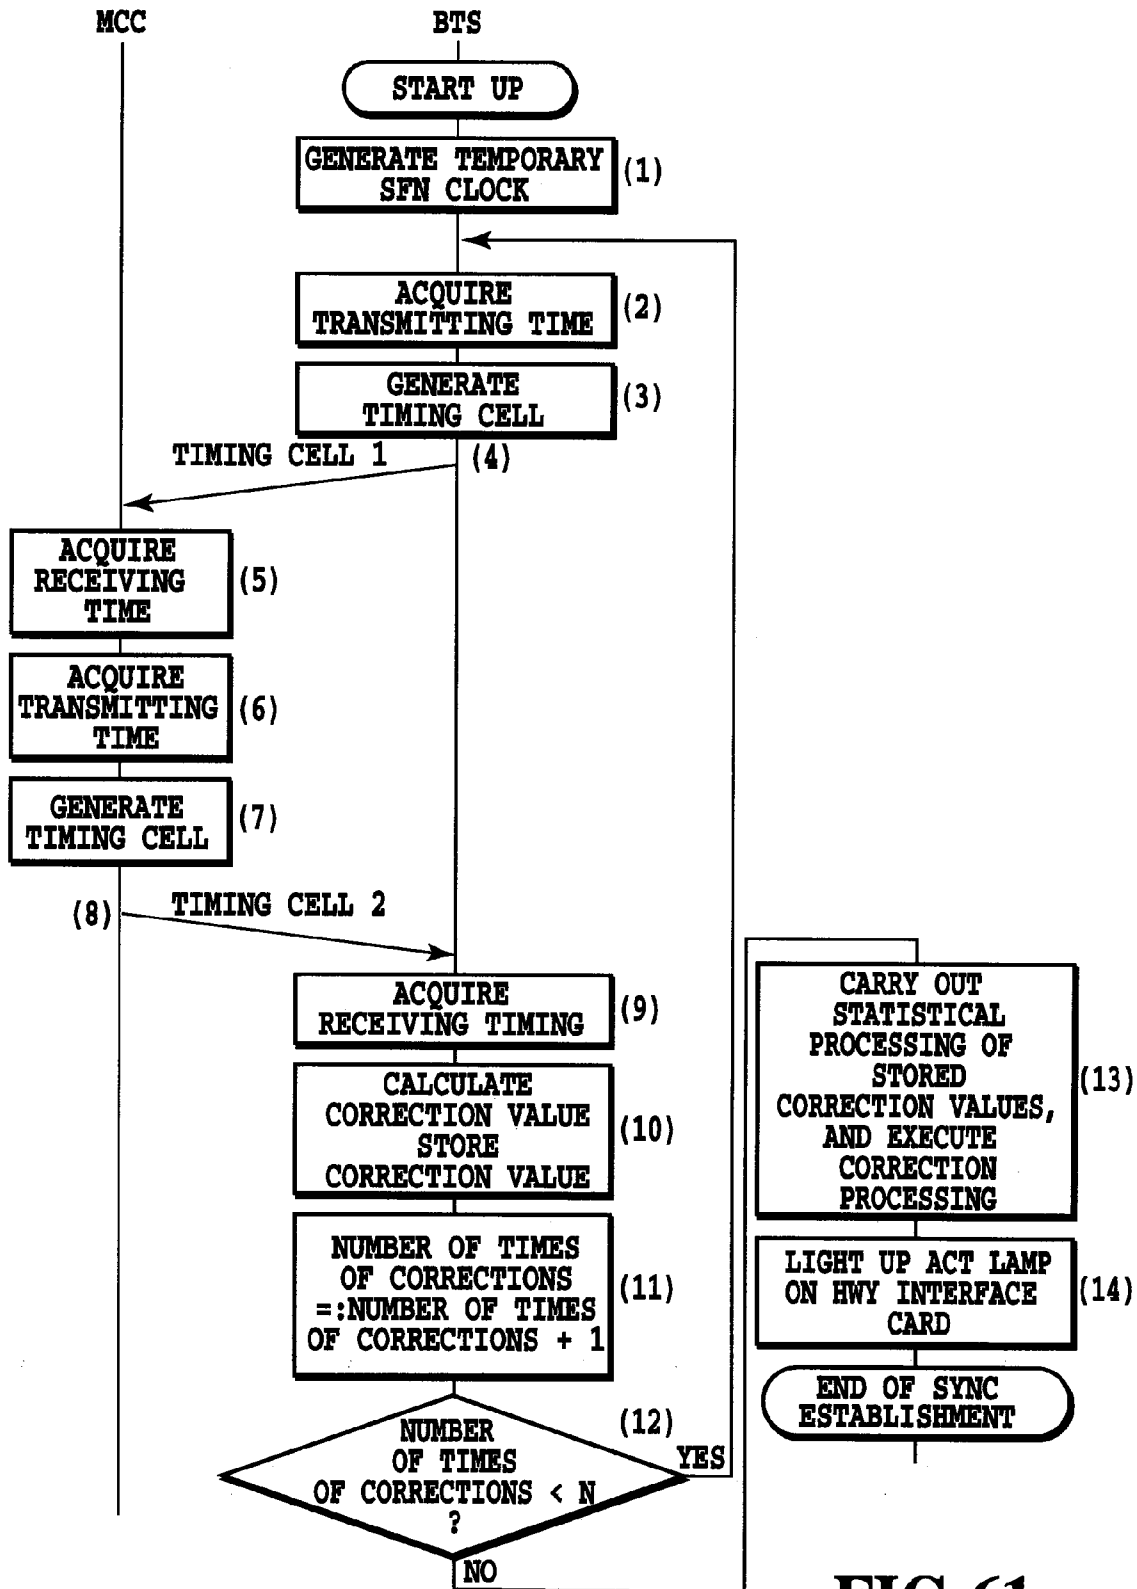 MCC
BTS
START UP
GENERATE TEMPORARY
SFN CLOCK
(1)
ACQUIRE
TRANSMITTING TIME
(2)
GENERATE
TIMING CELL
(3)
TIMING CELL 1
(4)
ACQUIRE
RECEIVING
TIME
(5)
ACQUIRE
TRANSMITTING
TIME
(6)
GENERATE
TIMING CELL
(7)
(8)
TIMING CELL 2
ACQUIRE
RECEIVING TIMING
(9)
CALCULATE
CORRECTION VALUE
STORE
CORRECTION VALUE
(10)
NUMBER OF TIMES
OF CORRECTIONS
=:NUMBER OF TIMES
OF CORRECTIONS + 1
(11)
NUMBER
OF TIMES
OF CORRECTIONS < N
?
(12)
YES
NO
CARRY OUT
STATISTICAL
PROCESSING OF
STORED
CORRECTION VALUES,
AND EXECUTE
CORRECTION
PROCESSING
(13)
LIGHT UP ACT LAMP
ON HWY INTERFACE
CARD
(14)
END OF SYNC
ESTABLISHMENT
FIG.61